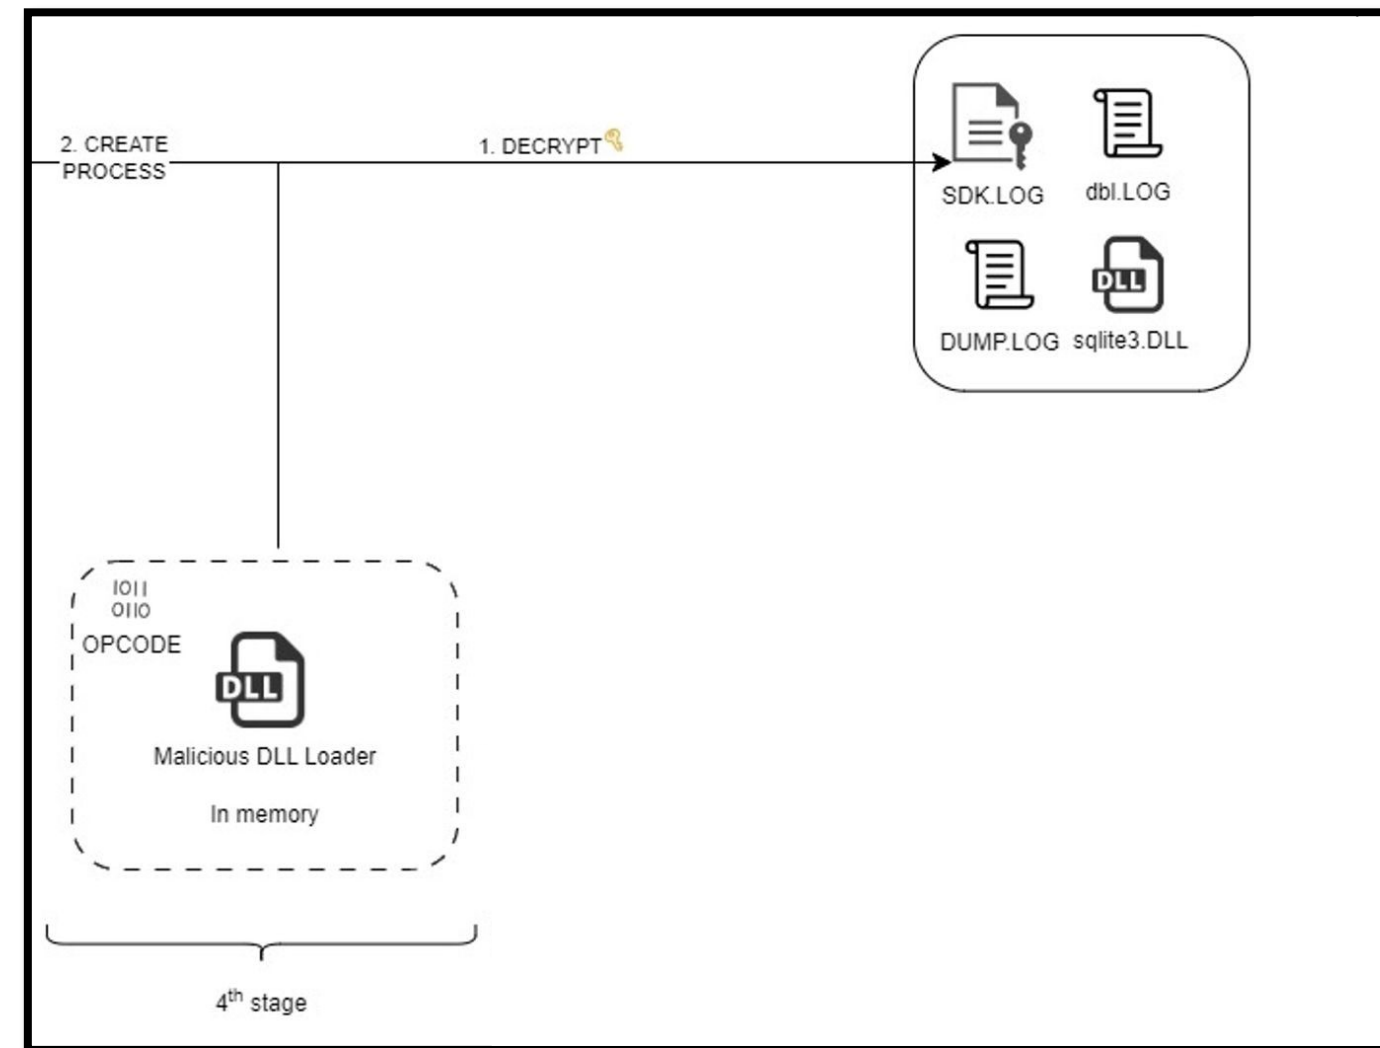 2. CREATE
PROCESS
1. DECRYPT
SDK.LOG
dbl.LOG
DLL
DUMP.LOG
sqlite3.DLL
1011
0110
OPCODE
DLL
Malicious DLL Loader
In memory
4th stage